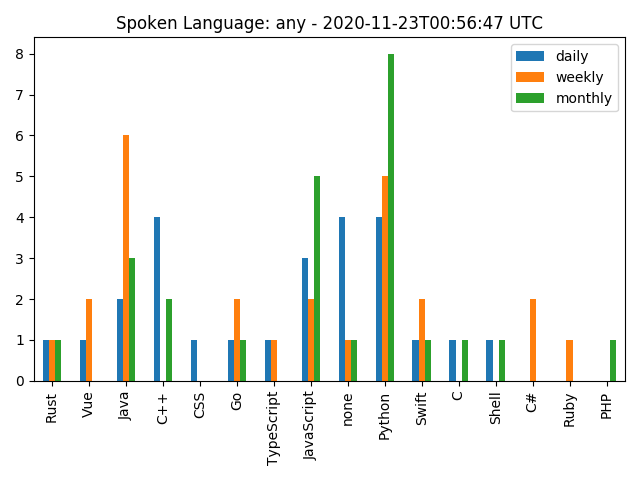 Spoken Language: any - 2020-11-23T00:56:47 UTC
daily
weekly
monthly
8
7
6
5
4
3
2
1
0
Rust
Vue
Java
C++
CSS
Go
TypeScript
JavaScript
none
Python
Swift
C
Shell
C#
Ruby
PHP